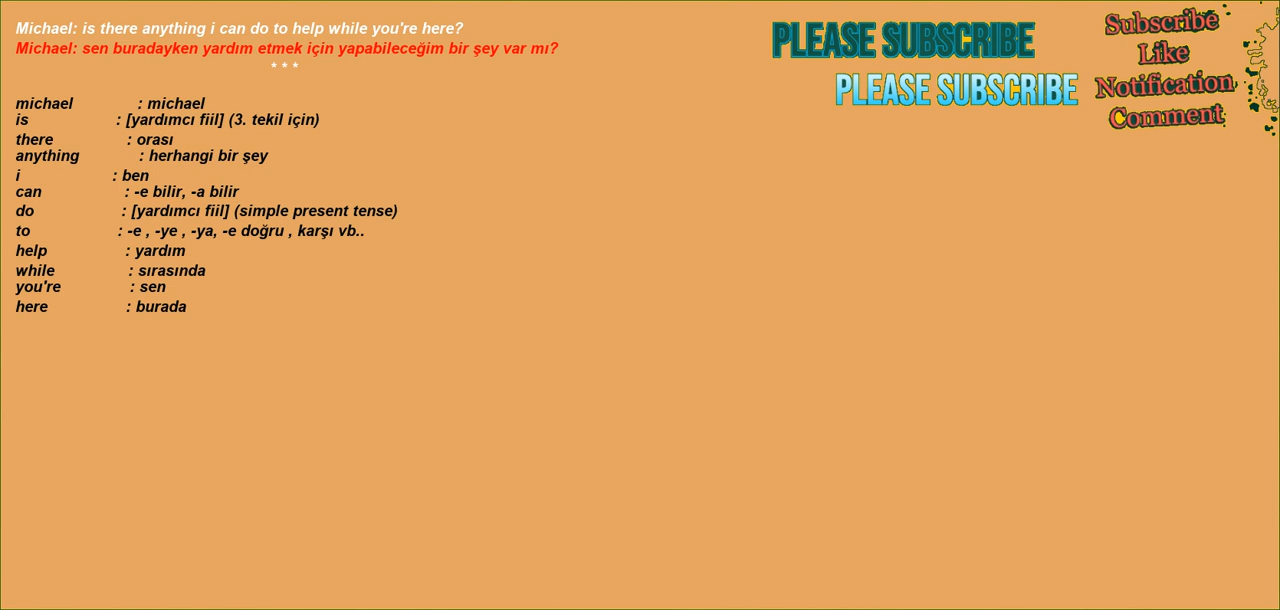 Michael: is there anything i can do to help while you're here?
Michael: sen buradayken yardım etmek için yapabileceğim bir şey var mı?
* * *
michael : michael
is : [yardımcı fiil] (3. tekil için)
there : orası
anything : herhangi bir şey
i : ben
can : -e bilir, -a bilir
do : [yardımcı fiil] (simple present tense)
to : -e , -ye , -ya, -e doğru , karşı vb..
help : yardım
while : sırasında
you're : sen
here : burada
PLEASE SUBSCRIBE
PLEASE SUBSCRIBE
Subscribe
Like
Notification
Comment